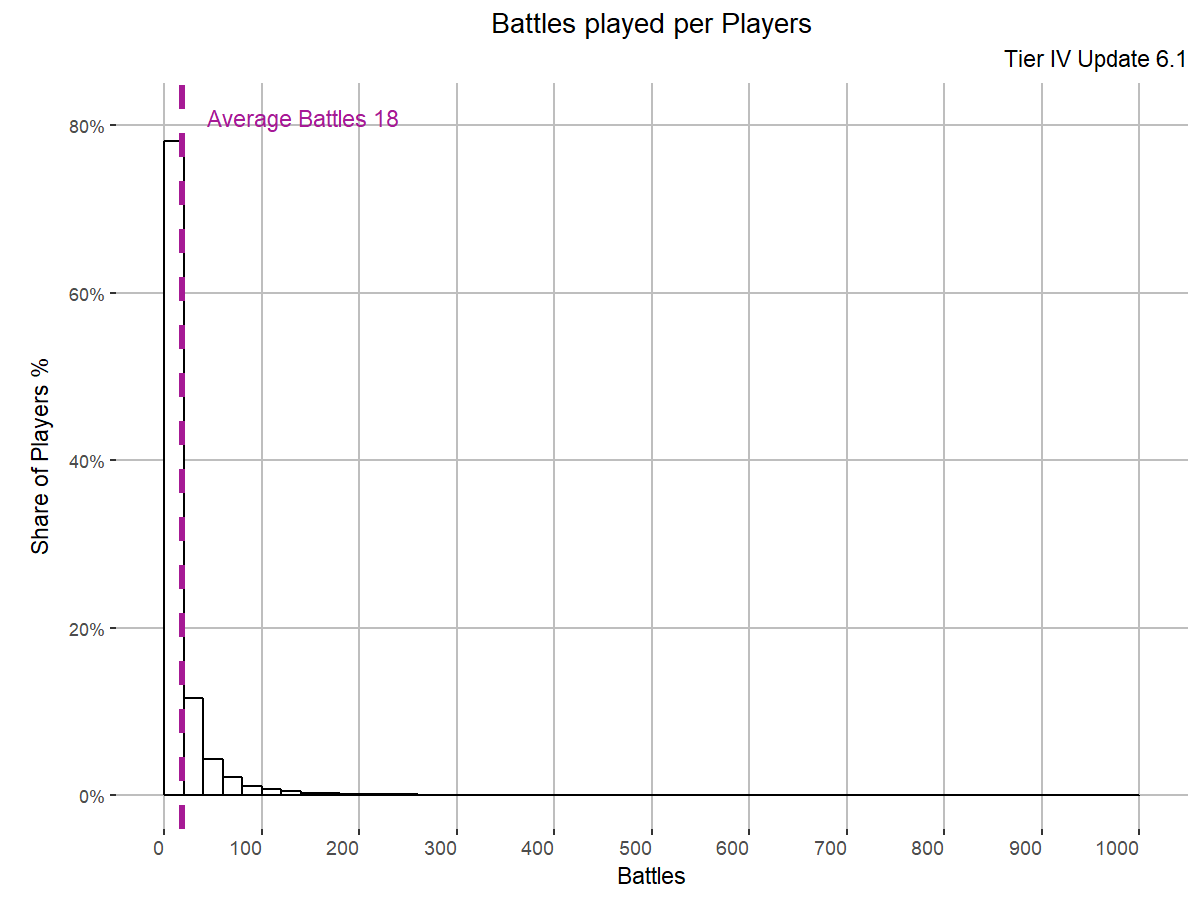 Battles played per Players
Tier IV Update 6.1
Average Battles 18
80%
60%
40%
20%
0%
Share of Players %
0 100 200 300 400 500 600 700 800 900 1000
Battles